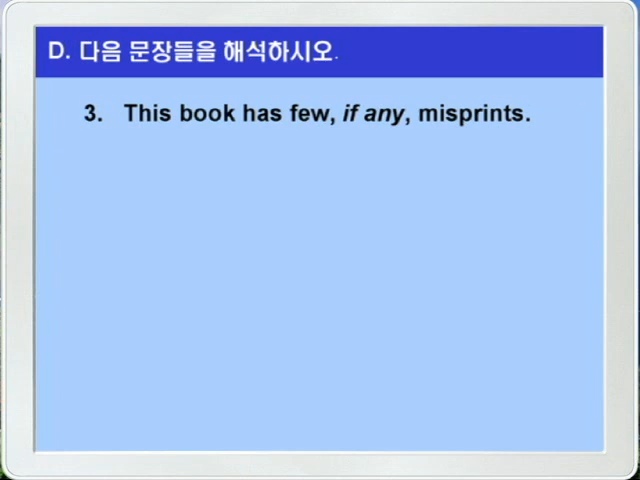 D. 다음 문장들을 해석하시오.
3. This book has few, if any, misprints.